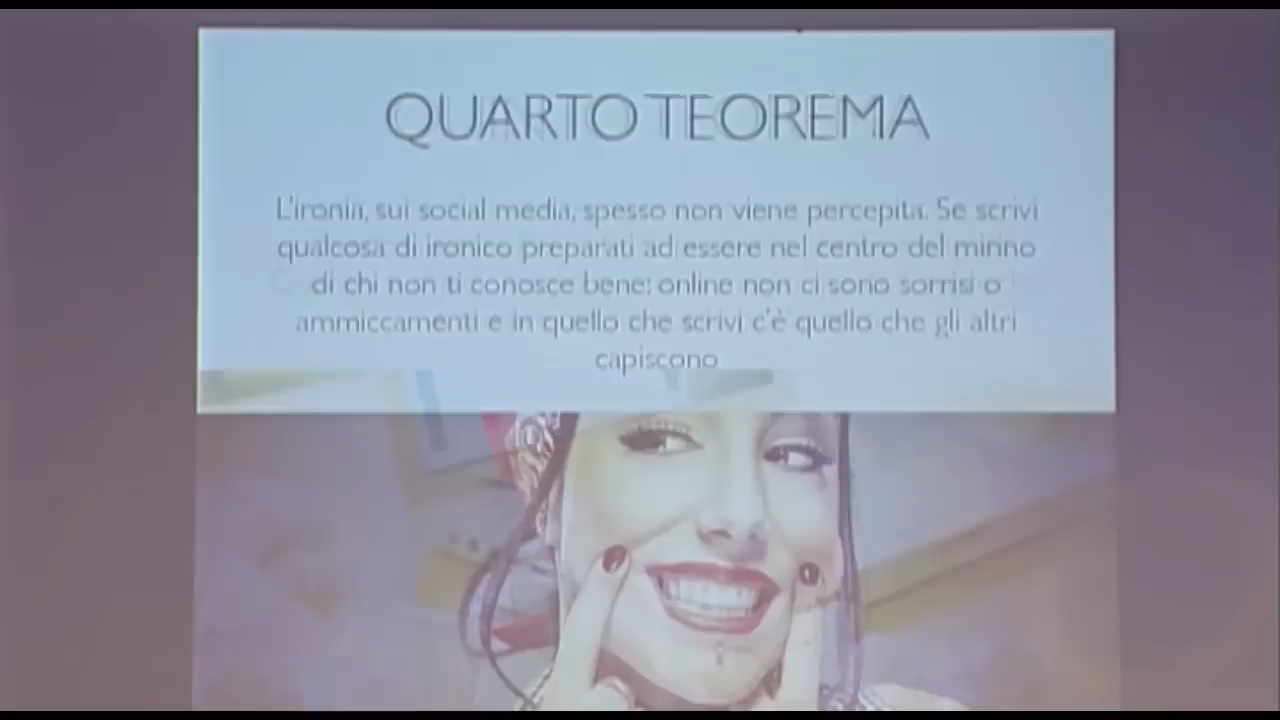 QUARTO TEOREMA
L'ironia, sui social media, spesso non viene percepita. Se scrivi
qualcosa di ironico preparati ad essere nel centro del mirino
di chi non ti conosce bene: online non ci sono sorrisi o
ammiccamenti e in quello che scrivi c'è quello che gli altri
capiscono